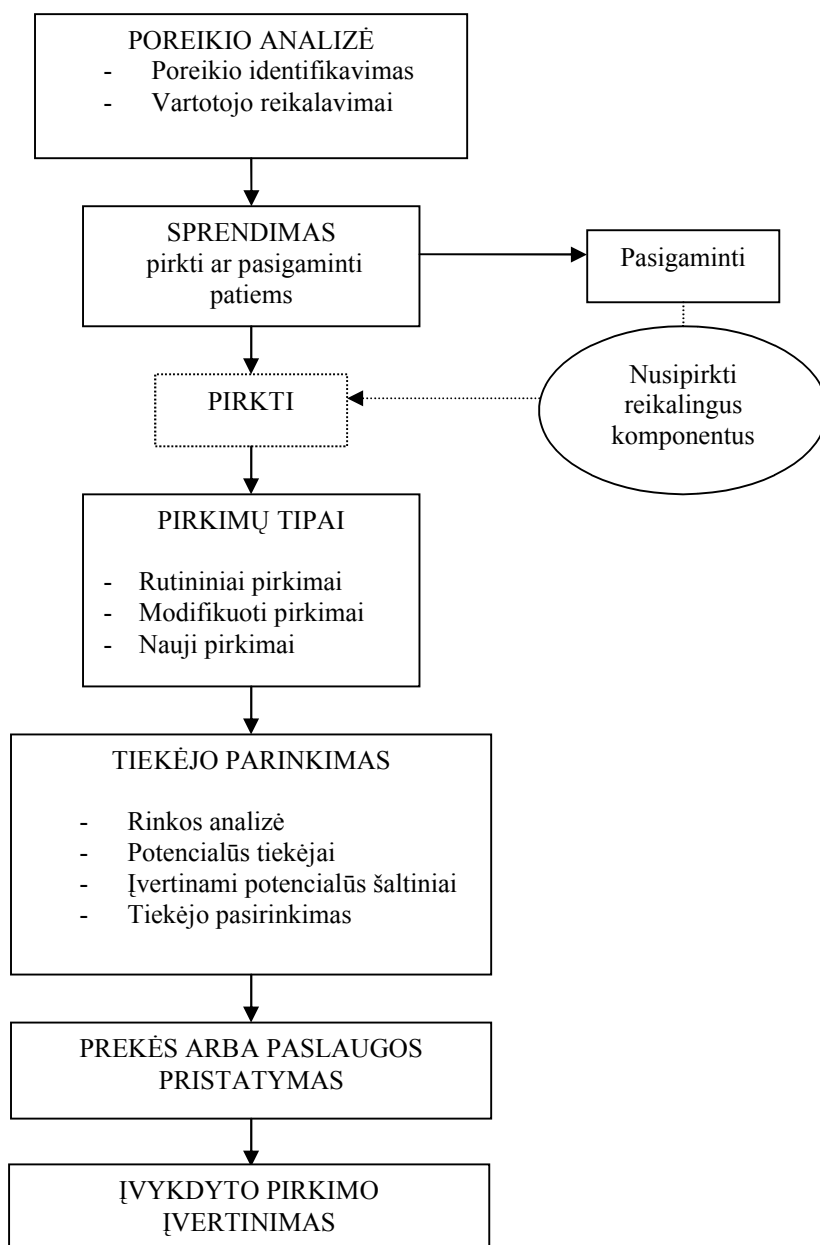 POREIKIO ANALIZĖ
- Poreikio identifikavimas
- Vartotojo reikalavimai
SPRENDIMAS
pirkti ar pasigaminti
patiems
Pasigaminti
Nusipirkti
reikalingus
komponentus
PIRKTI
PIRKIMŲ TIPAI
- Rutininiai pirkimai
- Modifikuoti pirkimai
- Nauji pirkimai
TIEKĖJO PARINKIMAS
- Rinkos analizė
- Potencialūs tiekėjai
- Įvertinami potencialūs šaltiniai
- Tiekėjo pasirinkimas
PREKĖS ARBA PASLAUGOS
PRISTATYMAS
ĮVYKDYTO PIRKIMO
ĮVERTINIMAS